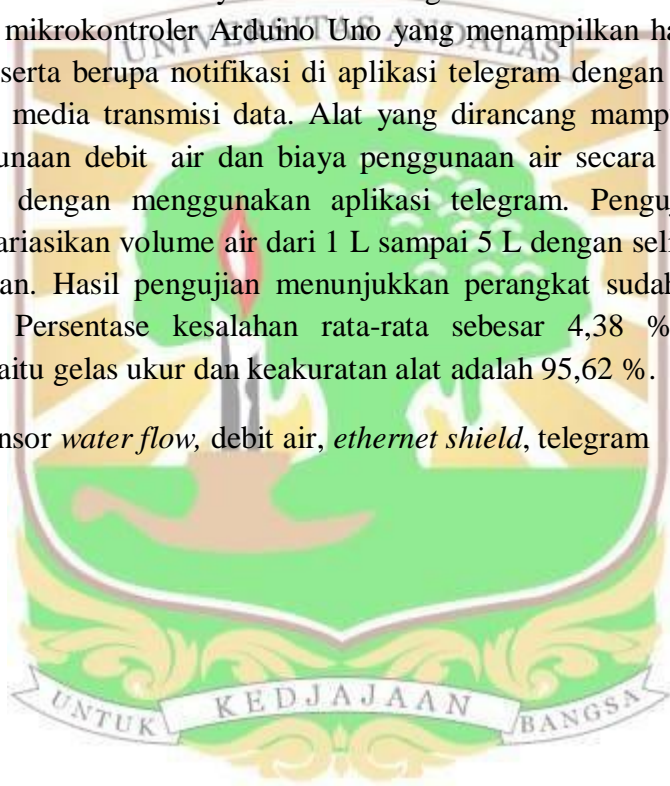 mikrokontroler Arduino Uno yang menampilkan ha
UNIVERSITAS ANDALAS
serta berupa notifikasi di aplikasi telegram dengan
media transmisi data. Alat yang dirancang mamp
unaan debit air dan biaya penggunaan air secara
dengan menggunakan aplikasi telegram. Pengu
ariasikan volume air dari 1 L sampai 5 L dengan sel
an. Hasil pengujian menunjukkan perangkat sudah
Persentase kesalahan rata-rata sebesar 4,38 %
aitu gelas ukur dan keakuratan alat adalah 95,62 %.
nsor water flow, debit air, ethernet shield, telegram
UNTUK KEDJAJAAN BANGSA